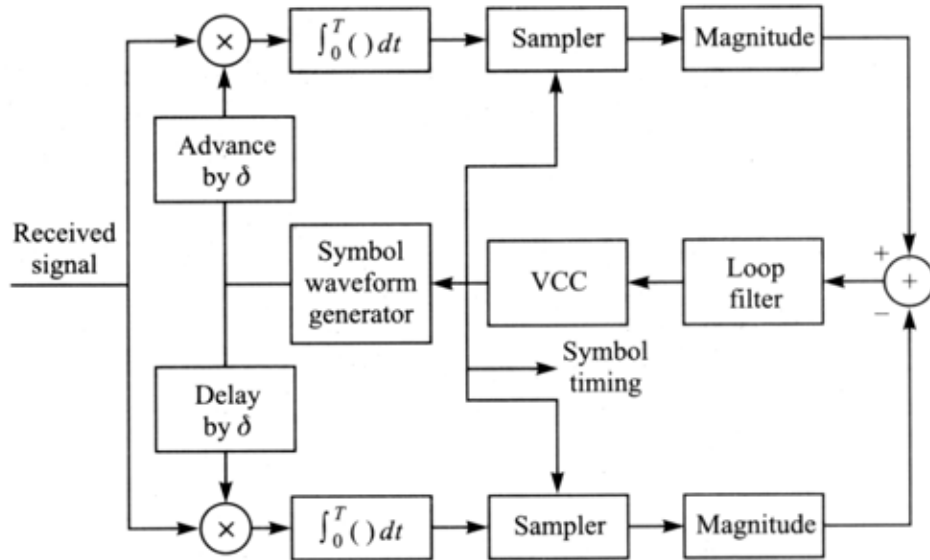 ×
∫₀ᵀ( ) dt
Sampler
Magnitude
Advance
by δ
Received
signal
Symbol
waveform
generator
VCC
Loop
filter
+
+
−
Symbol
timing
Delay
by δ
×
∫₀ᵀ( ) dt
Sampler
Magnitude